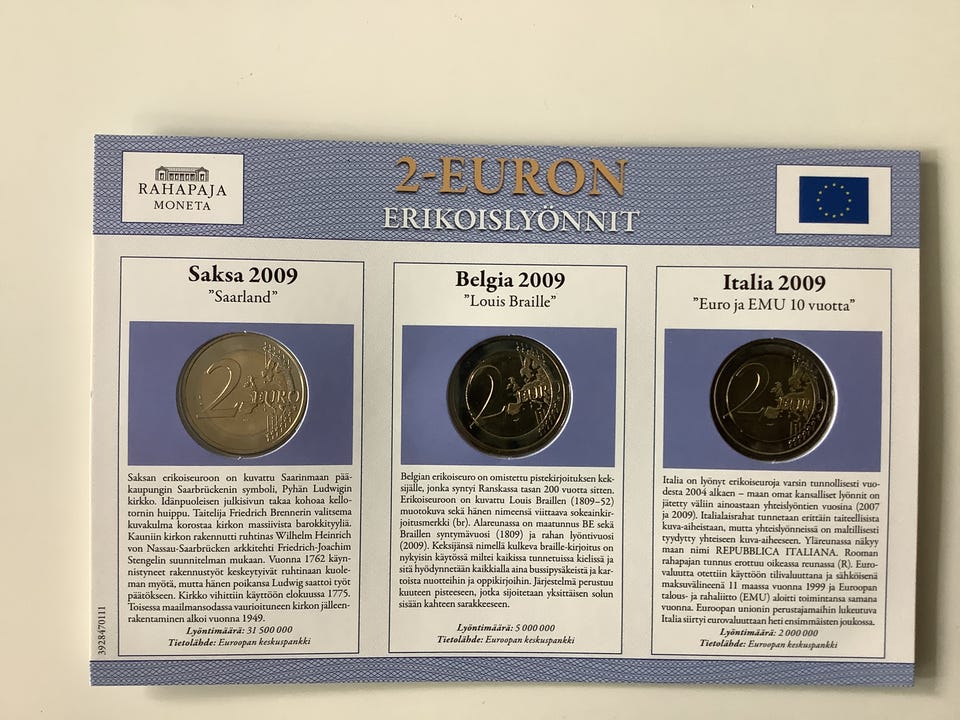 RAHAPAJA
MONETA
2-EURON
ERIKOISLYÖNNIT
Saksa 2009
"Saarland"
2 EURO
Saksan erikoiseuroon on kuvattu Saarinmaan pää-
kaupungin Saarbrückenin symboli, Pyhän Ludwigin
kirkko. Idänpuoleisen julkisivun takaa kohoaa kello-
tornin huippu. Taiteilija Friedrich Brennerin valitsema
kuvakulma korostaa kirkon massiivista barokkityyliä.
Kauniin kirkon rakennutti ruhtinas Wilhelm Heinrich
von Nassau-Saarbrücken arkkitehti Friedrich-Joachim
Stengelin suunnitelman mukaan. Vuonna 1762 käyn-
nistyneet rakennustyöt keskeytyivät ruhtinaan kuole-
man myötä, mutta hänen poikansa Ludwig saattoi työt
päätökseen. Kirkko vihittiin käyttöön elokuussa 1775.
Toisessa maailmansodassa vaurioituneen kirkon jälleen-
rakentaminen alkoi vuonna 1949.
Lyöntimäärä: 31 500 000
Tietolähde: Euroopan keskuspankki
3928470111
Belgia 2009
"Louis Braille"
2 EURO
Belgian erikoiseuro on omistettu pistekirjoituksen kek-
sijälle, jonka syntyi Ranskassa tasan 200 vuotta sitten.
Erikoiseuroon on kuvattu Louis Braillen (1809–52)
muotokuva sekä hänen nimeensä viittaava sokeainkir-
joitusmerkki (br). Alareunassa on maatunnus BE sekä
Braillen syntymävuosi (1809) ja rahan lyöntivuosi
(2009). Keksijänsä nimellä kulkeva braille-kirjoitus on
nykyisin käytössä miltei kaikissa tunnetuissa kielissä ja
sitä hyödynnetään kaikkialla aina bussipysäkeistä ja kar-
toista nuotteihin ja oppikirjoihin. Järjestelmä perustuu
kuuteen pisteeseen, jotka sijoitetaan yksittäisen solun
sisään kahteen sarakkeeseen.
Lyöntimäärä: 5 000 000
Tietolähde: Euroopan keskuspankki
Italia 2009
"Euro ja EMU 10 vuotta"
2 EURO
Italia on lyönyt erikoiseuroja varsin tunnollisesti vuo-
desta 2004 alkaen – maan omat kansalliset lyönnit on
jätetty väliin ainoastaan yhteislyöntien vuosina (2007
ja 2009). Italialaisrahat tunnetaan erittäin taiteellisista
kuva-aiheistaan, mutta yhteislyönneissä on maltillisesti
tyydytty yhteiseen kuva-aiheeseen. Yläreunassa näkyy
maan nimi REPUBBLICA ITALIANA. Rooman
rahapajan tunnus erottuu oikeassa reunassa (R). Euro-
valuutta otettiin käyttöön tilivaluuttana ja sähköisenä
maksuvälineenä 11 maassa vuonna 1999 ja Euroopan
talous- ja rahaliitto (EMU) aloitti toimintansa samana
vuonna. Euroopan unionin perustajamaihin lukeutuva
Italia siirtyi eurovaluuttaan heti ensimmäisten joukossa.
Lyöntimäärä: 2 000 000
Tietolähde: Euroopan keskuspankki